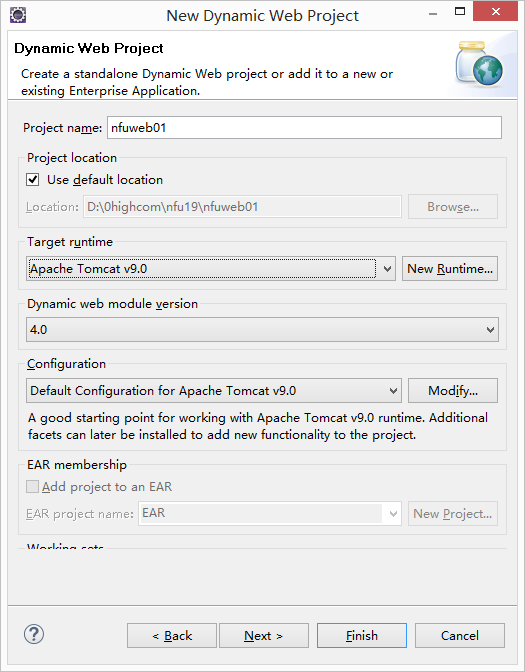 New Dynamic Web Project
Dynamic Web Project
Create a standalone Dynamic Web project or add it to a new or
existing Enterprise Application.
Project name: nfuweb01
Project location
Use default location
Location: D:\0highcom\nfu19\nfuweb01 Browse...
Target runtime
Apache Tomcat v9.0 New Runtime...
Dynamic web module version
4.0
Configuration
Default Configuration for Apache Tomcat v9.0 Modify...
A good starting point for working with Apache Tomcat v9.0 runtime. Additional
facets can later be installed to add new functionality to the project.
EAR membership
Add project to an EAR
EAR project name: EAR New Project...
Working sets
? < Back Next > Finish Cancel